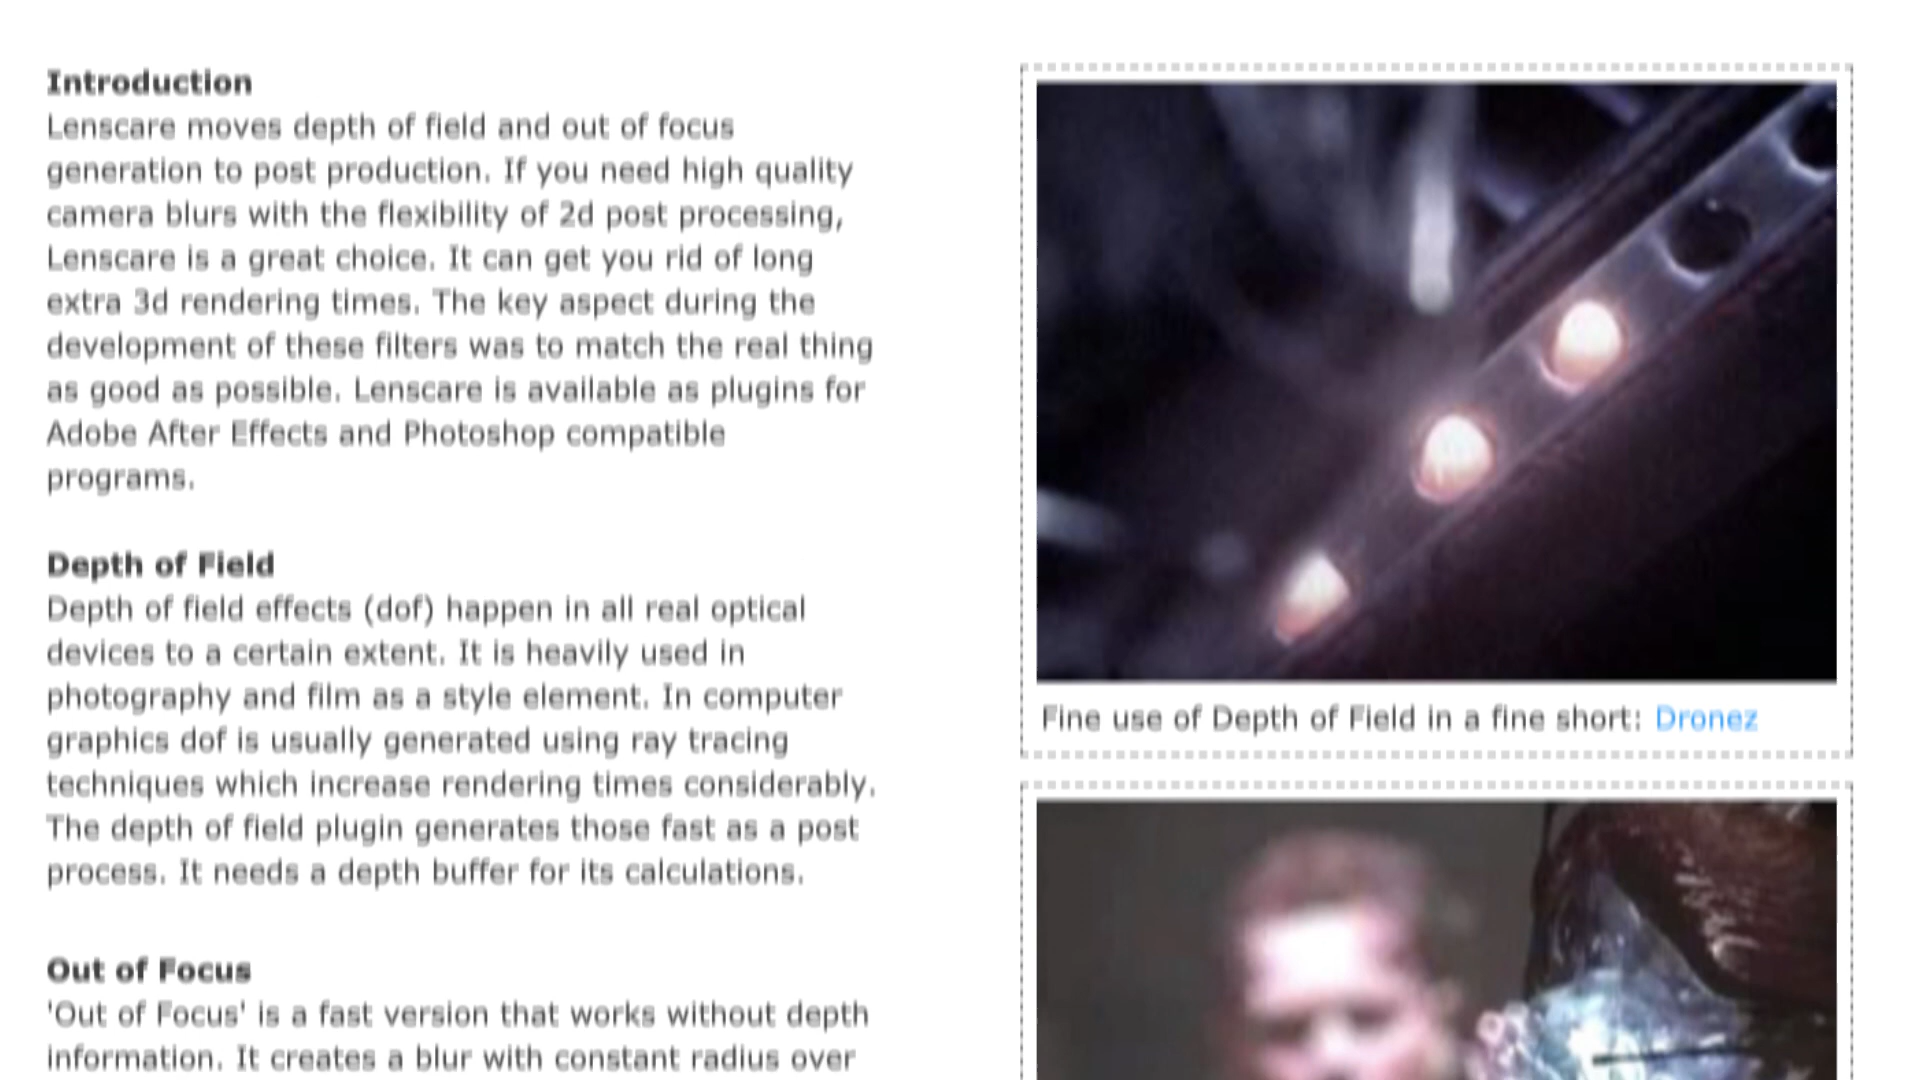 Introduction
Lenscare moves depth of field and out of focus
generation to post production. If you need high quality
camera blurs with the flexibility of 2d post processing,
Lenscare is a great choice. It can get you rid of long
extra 3d rendering times. The key aspect during the
development of these filters was to match the real thing
as good as possible. Lenscare is available as plugins for
Adobe After Effects and Photoshop compatible
programs.
Depth of Field
Depth of field effects (dof) happen in all real optical
devices to a certain extent. It is heavily used in
photography and film as a style element. In computer
graphics dof is usually generated using ray tracing
techniques which increase rendering times considerably.
The depth of field plugin generates those fast as a post
process. It needs a depth buffer for its calculations.
Out of Focus
'Out of Focus' is a fast version that works without depth
information. It creates a blur with constant radius over
Fine use of Depth of Field in a fine short: Dronez